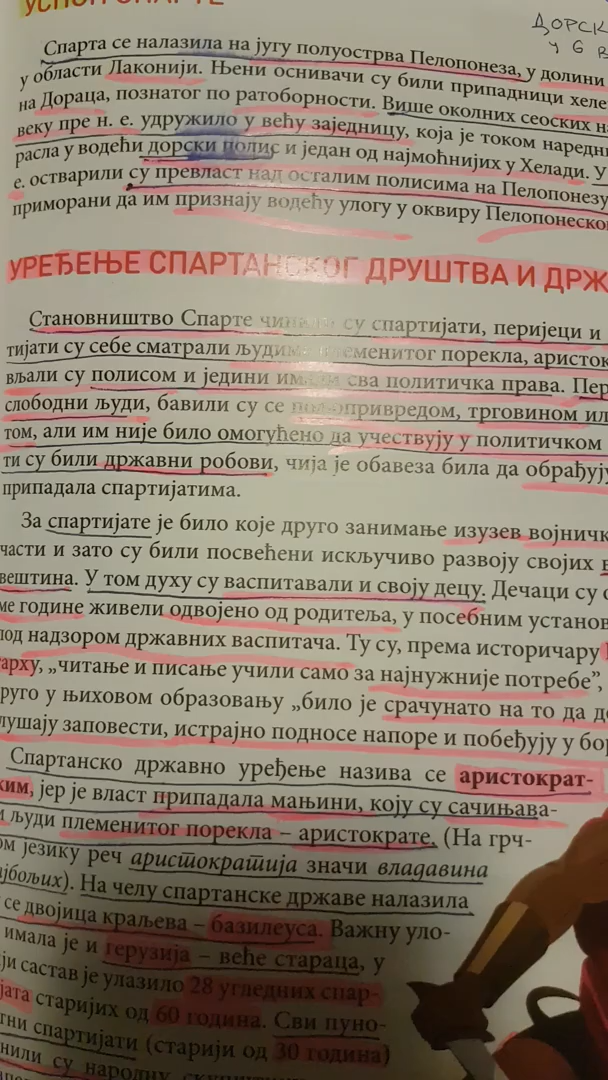 УСПОН СПАРТЕ
ДОРСК
У 6 В
Спарта се налазила на југу полуострва Пелопонеза, у долини
у области Лаконији. Њени оснивачи су били припадници хеле
на Дораца, познатог по ратоборности. Више околних сеоских н
веку пре н. е. удружило у већу заједницу, која је током наредн
расла у водећи дорски полис и један од најмоћнијих у Хелади. У
е. остварили су превласт над осталим полисима на Пелопонезу
приморани да им признају водећу улогу у оквиру Пелопонеско
УРЕЂЕЊЕ СПАРТАНСКОГ ДРУШТВА И ДРЖ
Становништво Спарте чинили су спартијати, перијеци и
тијати су себе сматрали људима племенитог порекла, аристок
вљали су полисом и једини имали сва политичка права. Пер
слободни људи, бавили су се пољопривредом, трговином ил
том, али им није било омогућено да учествују у политичком
ти су били државни робови, чија је обавеза била да обрађују
припадала спартијатима.
За спартијате је било које друго занимање изузев војничк
части и зато су били посвећени искључиво развоју својих в
вештина. У том духу су васпитавали и своју децу. Дечаци су о
ме године живели одвојено од родитеља, у посебним установ
под надзором државних васпитача. Ту су, према историчару
арху, „читање и писање учили само за најнужније потребе”,
руго у њиховом образовању „било је срачунато на то да д
лушају заповести, истрајно подносе напоре и побеђују у бор
Спартанско државно уређење назива се аристократ-
ким, јер је власт припадала мањини, коју су сачињава-
и људи племенитог порекла – аристократе. (На грч-
ом језику реч аристократија значи владавина
ајбољих). На челу спартанске државе налазила
се двојица краљева – базилеуса. Важну уло-
имала је и герузија – веће стараца, у
ји састав је улазило 28 угледних спар-
јата старијих од 60 година. Сви пуно-
тни спартијати (старији од 30 година)
нили су народну скупштину